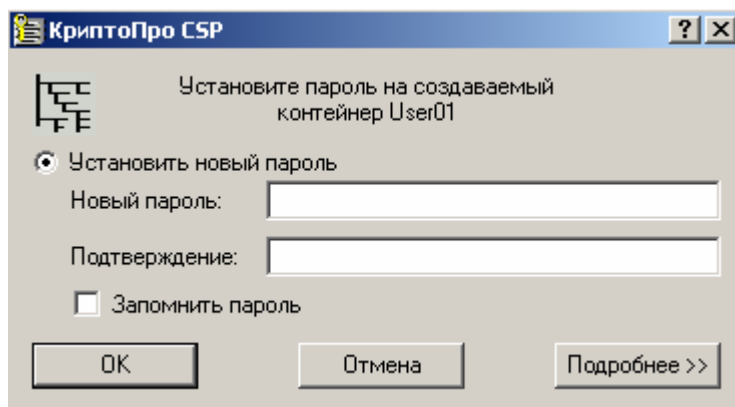 КриптоПро CSP
Установите пароль на создаваемый
контейнер User01
Установить новый пароль
Новый пароль:
Подтверждение:
Запомнить пароль
OK Отмена Подробнее >>